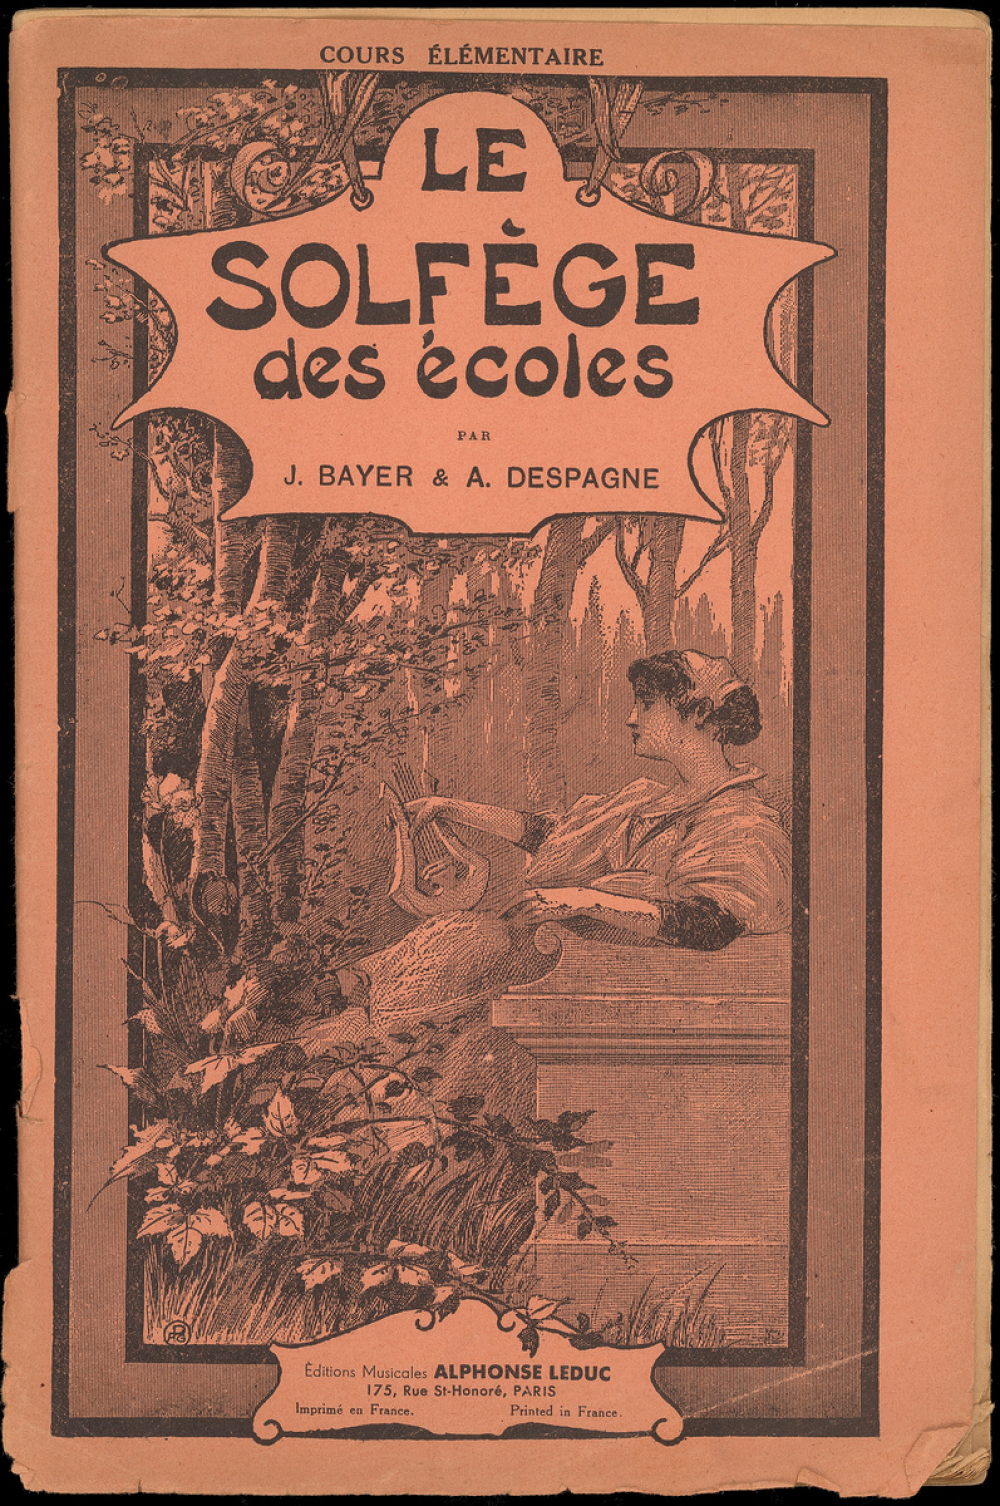 COURS ÉLÉMENTAIRE
LE
SOLFÈGE
des écoles
PAR
J. BAYER & A. DESPAGNE
Éditions Musicales ALPHONSE LEDUC
175, Rue St-Honoré, PARIS
Imprimé en France. Printed in France.